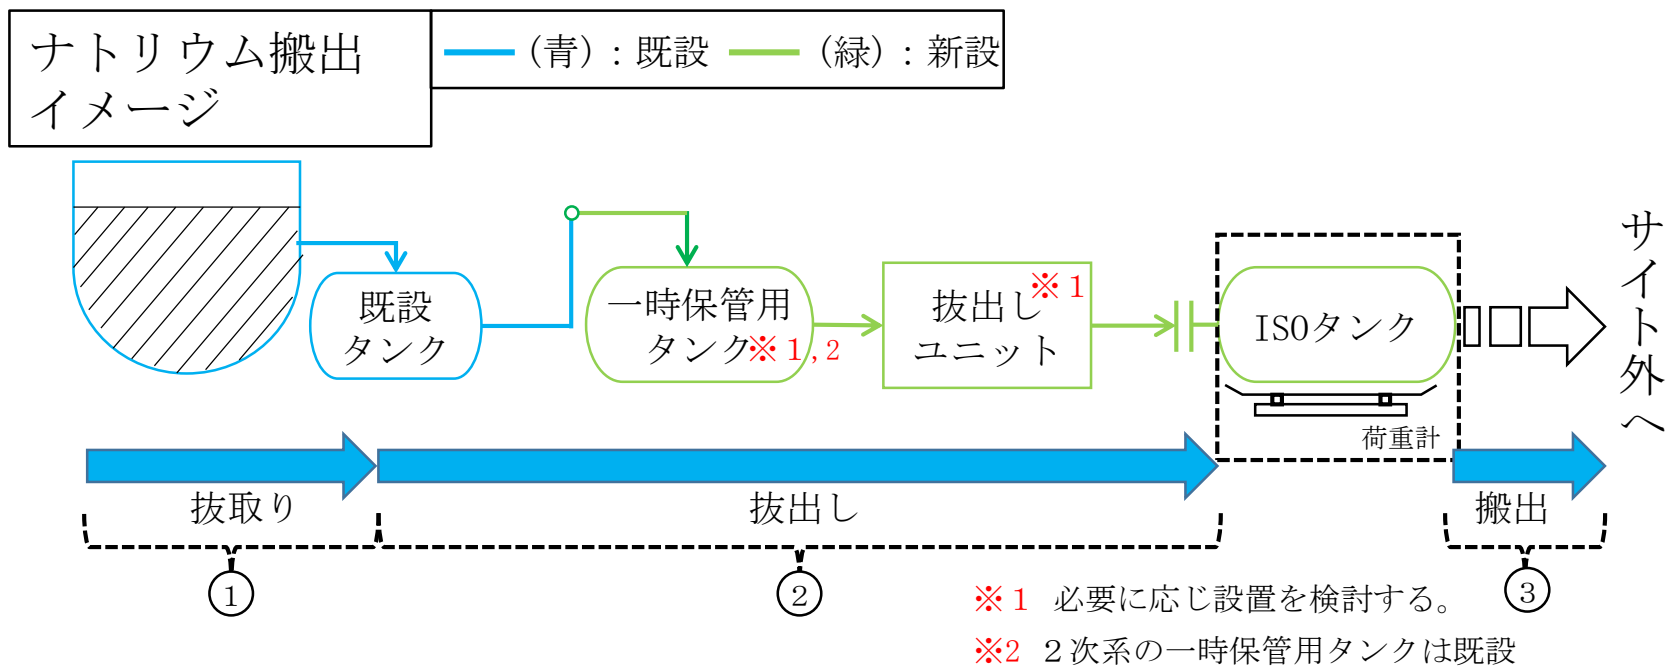 ナトリウム搬出
イメージ
(青)：既設 (緑)：新設
既設
タンク
一時保管用
タンク※１,2
抜出し※１
ユニット
ISOタンク
荷重計
サイト外へ
抜取り
抜出し
搬出
①
②
③
※１ 必要に応じ設置を検討する。
※2 ２次系の一時保管用タンクは既設